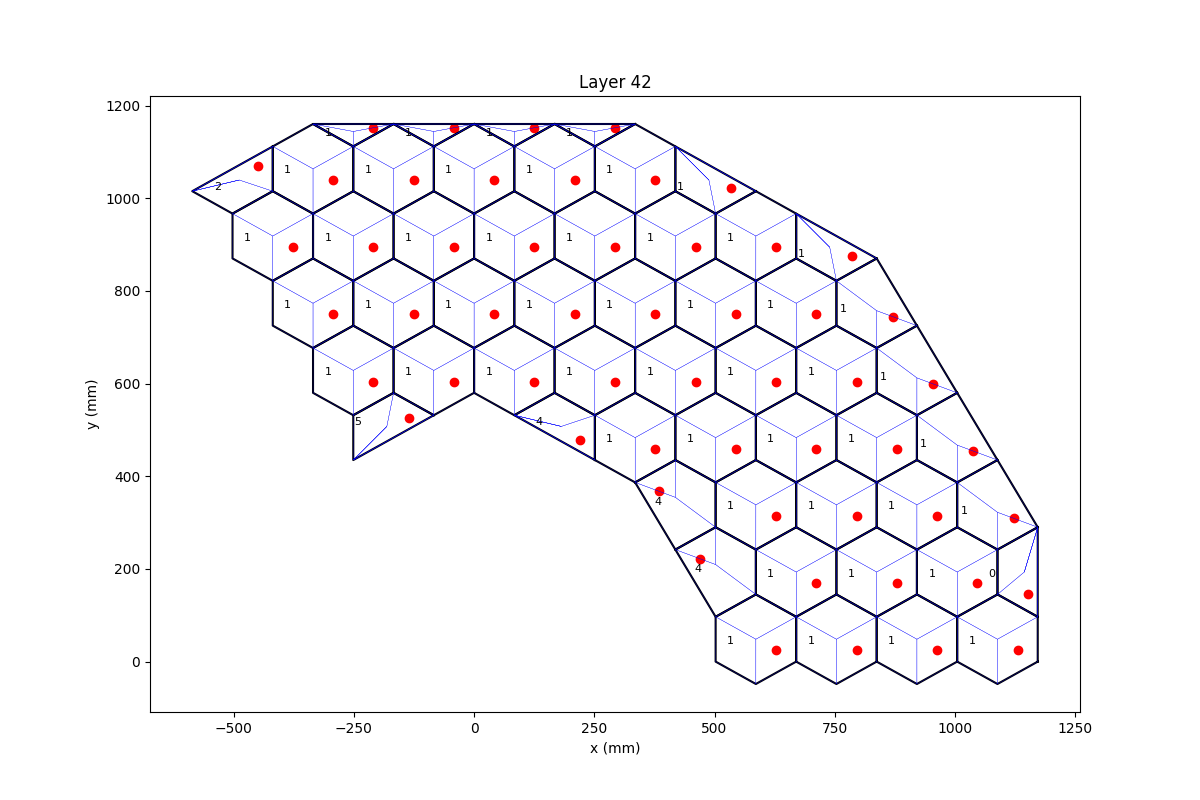 Layer 42
1200
1 1 1 1
1 1 1 1 1
2 1
1000
1 1 1 1 1 1 1
1
800
1 1 1 1 1 1 1 1
1 1 1 1 1 1 1 1
600
5 4
1 1 1 1 1
400
4 1 1 1 1
200
4 1 1 1 0
1 1 1 1
0
−500 −250 0 250 500 750 1000 1250
x (mm)
y (mm)